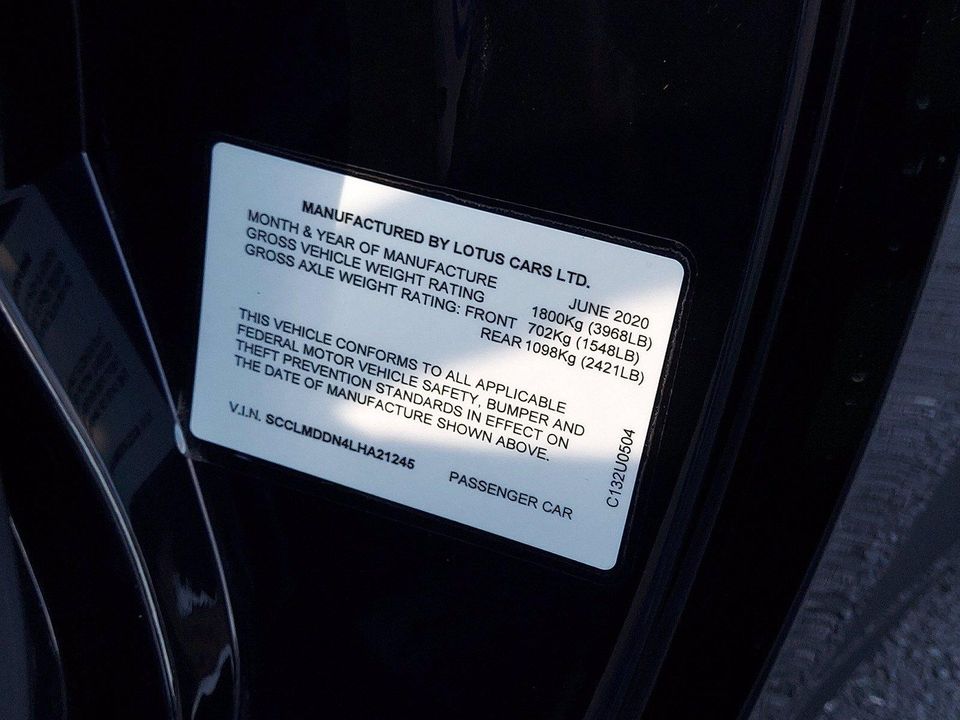 MANUFACTURED BY LOTUS CARS LTD.
MONTH & YEAR OF MANUFACTURE JUNE 2020
GROSS VEHICLE WEIGHT RATING 1800Kg (3968LB)
GROSS AXLE WEIGHT RATING: FRONT 702Kg (1548LB)
REAR 1098Kg (2421LB)
THIS VEHICLE CONFORMS TO ALL APPLICABLE
FEDERAL MOTOR VEHICLE SAFETY, BUMPER AND
THEFT PREVENTION STANDARDS IN EFFECT ON
THE DATE OF MANUFACTURE SHOWN ABOVE.
V.I.N. SCCLMDDN4LHA21245
PASSENGER CAR
C132U0504